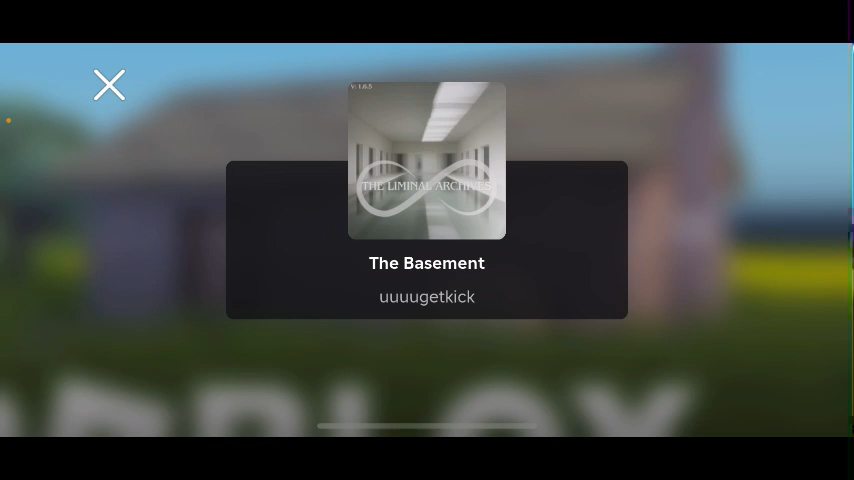 V: 1.6.5
THE LIMINAL ARCHIVES
The Basement
uuuugetkick